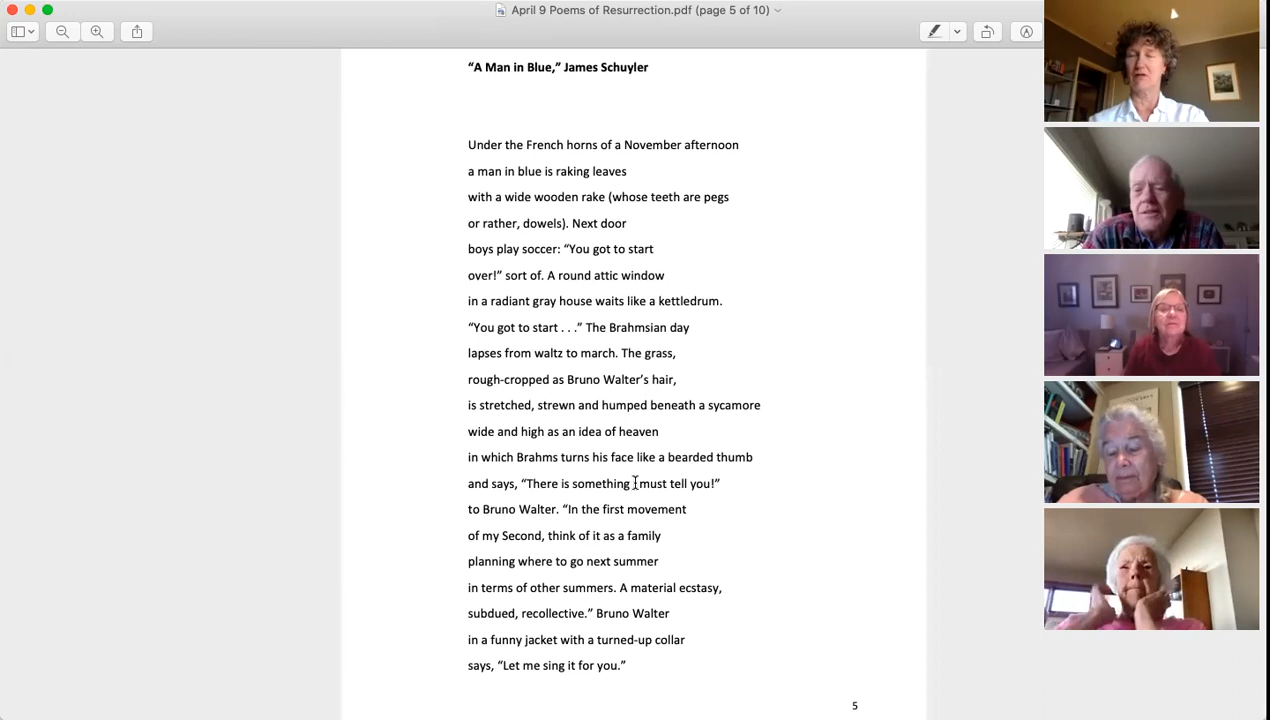 April 9 Poems of Resurrection.pdf (page 5 of 10)
“A Man in Blue,” James Schuyler
Under the French horns of a November afternoon
a man in blue is raking leaves
with a wide wooden rake (whose teeth are pegs
or rather, dowels). Next door
boys play soccer: “You got to start
over!” sort of. A round attic window
in a radiant gray house waits like a kettledrum.
“You got to start . . .” The Brahmsian day
lapses from waltz to march. The grass,
rough-cropped as Bruno Walter’s hair,
is stretched, strewn and humped beneath a sycamore
wide and high as an idea of heaven
in which Brahms turns his face like a bearded thumb
and says, “There is something I must tell you!”
to Bruno Walter. “In the first movement
of my Second, think of it as a family
planning where to go next summer
in terms of other summers. A material ecstasy,
subdued, recollective.” Bruno Walter
in a funny jacket with a turned-up collar
says, “Let me sing it for you.”
5